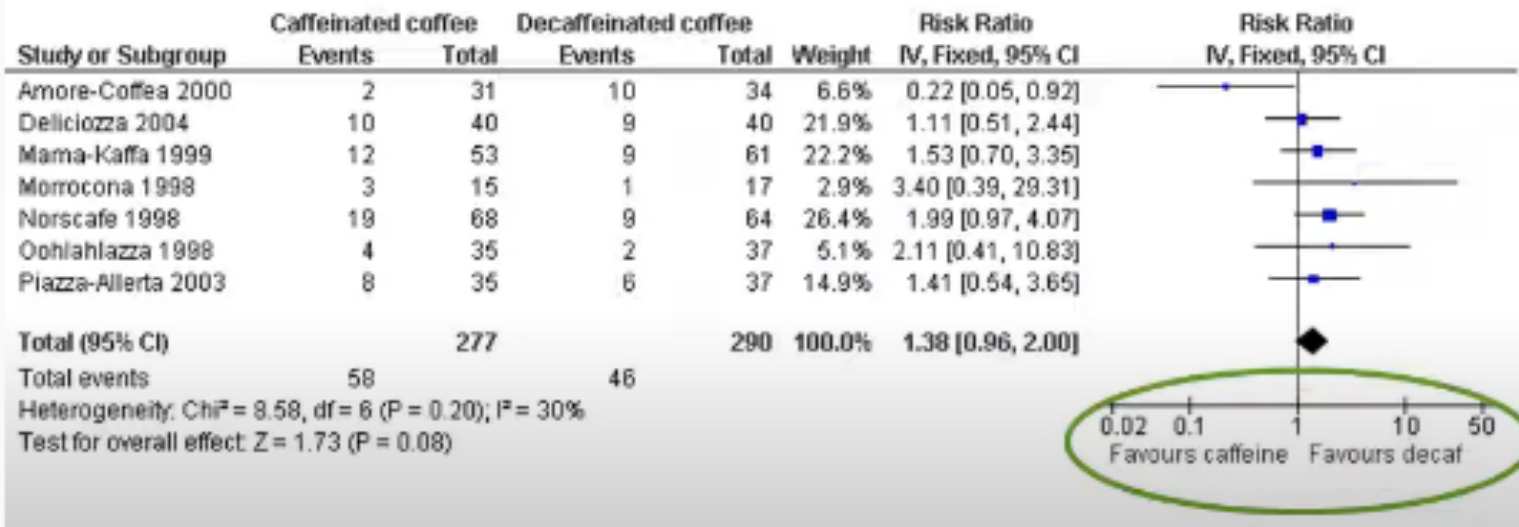 Caffeinated coffee Decaffeinated coffee Risk Ratio Risk Ratio
Study or Subgroup Events Total Events Total Weight IV, Fixed, 95% CI IV, Fixed, 95% CI
Amore-Coffea 2000 2 31 10 34 6.6% 0.22 [0.05, 0.92]
Deliciozza 2004 10 40 9 40 21.9% 1.11 [0.51, 2.44]
Mama-Kaffa 1999 12 53 9 61 22.2% 1.53 [0.70, 3.35]
Morrocona 1998 3 15 1 17 2.9% 3.40 [0.39, 29.31]
Norscafe 1998 19 68 9 64 26.4% 1.99 [0.97, 4.07]
Oohlahlazza 1998 4 35 2 37 5.1% 2.11 [0.41, 10.83]
Piazza-Allerta 2003 8 35 6 37 14.9% 1.41 [0.54, 3.65]
Total (95% CI) 277 290 100.0% 1.38 [0.96, 2.00]
Total events 58 46
Heterogeneity: Chi² = 8.58, df = 6 (P = 0.20); I² = 30%
Test for overall effect: Z = 1.73 (P = 0.08)
0.02 0.1 1 10 50
Favours caffeine Favours decaf